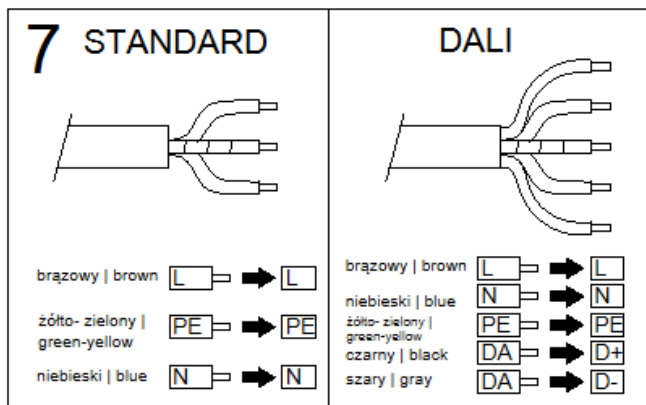 7 STANDARD
brązowy | brown L L
żółto- zielony |
green-yellow PE PE
niebieski | blue N N
DALI
brązowy | brown L L
niebieski | blue N N
żółto- zielony |
green-yellow PE PE
czarny | black DA D+
szary | gray DA D-